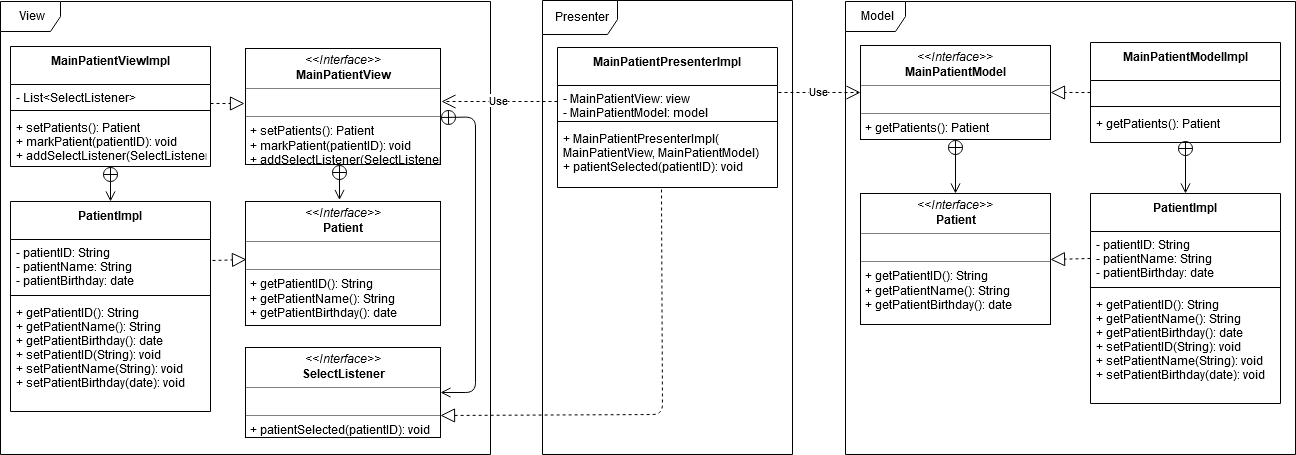 View
MainPatientViewImpl
- List<SelectListener>
+ setPatients(): Patient
+ markPatient(patientID): void
+ addSelectListener(SelectListene
<<Interface>>
MainPatientView
+ setPatients(): Patient
+ markPatient(patientID): void
+ addSelectListener(SelectListene
PatientImpl
- patientID: String
- patientName: String
- patientBirthday: date
+ getPatientID(): String
+ getPatientName(): String
+ getPatientBirthday(): date
+ setPatientID(String): void
+ setPatientName(String): void
+ setPatientBirthday(date): void
<<Interface>>
Patient
+ getPatientID(): String
+ getPatientName(): String
+ getPatientBirthday(): date
<<Interface>>
SelectListener
+ patientSelected(patientID): void
Use
Presenter
MainPatientPresenterImpl
- MainPatientView: view
- MainPatientModel: model
+ MainPatientPresenterImpl(
MainPatientView, MainPatientModel)
+ patientSelected(patientID): void
Use
Model
<<Interface>>
MainPatientModel
+ getPatients(): Patient
MainPatientModelImpl
+ getPatients(): Patient
<<Interface>>
Patient
+ getPatientID(): String
+ getPatientName(): String
+ getPatientBirthday(): date
PatientImpl
- patientID: String
- patientName: String
- patientBirthday: date
+ getPatientID(): String
+ getPatientName(): String
+ getPatientBirthday(): date
+ setPatientID(String): void
+ setPatientName(String): void
+ setPatientBirthday(date): void